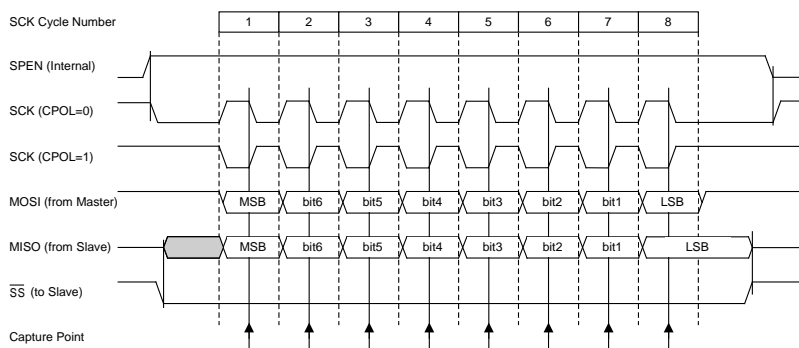 SCK Cycle Number 1 2 3 4 5 6 7 8
SPEN (Internal)
SCK (CPOL=0)
SCK (CPOL=1)
MOSI (from Master) MSB bit6 bit5 bit4 bit3 bit2 bit1 LSB
MISO (from Slave) MSB bit6 bit5 bit4 bit3 bit2 bit1 LSB
SS (to Slave)
Capture Point